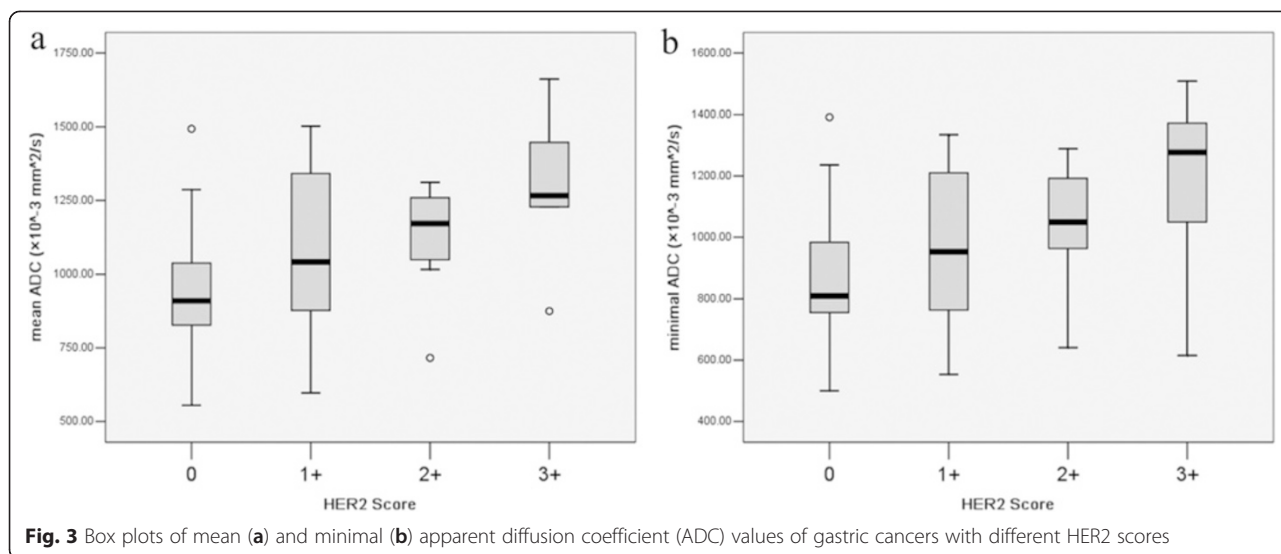 a
mean ADC (×10^-3 mm^2/s)
1750.00
1500.00
1250.00
1000.00
750.00
500.00
0 1+ 2+ 3+
HER2 Score
b
minimal ADC (×10^-3 mm^2/s)
1600.00
1400.00
1200.00
1000.00
800.00
600.00
400.00
0 1+ 2+ 3+
HER2 Score
Fig. 3 Box plots of mean (a) and minimal (b) apparent diffusion coefficient (ADC) values of gastric cancers with different HER2 scores